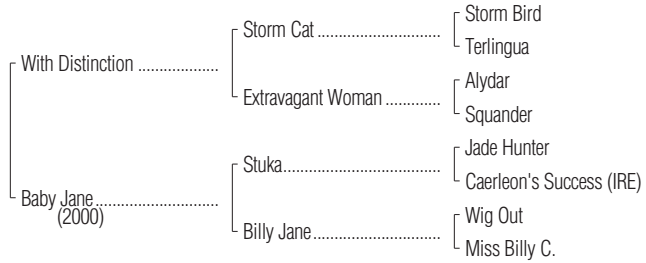 Storm Bird
Storm Cat ..............................
Terlingua
With Distinction ...................
Alydar
Extravagant Woman .............
Squander
Jade Hunter
Stuka......................................
Caerleon's Success (IRE)
Baby Jane.............................
(2000)
Wig Out
Billy Jane...............................
Miss Billy C.